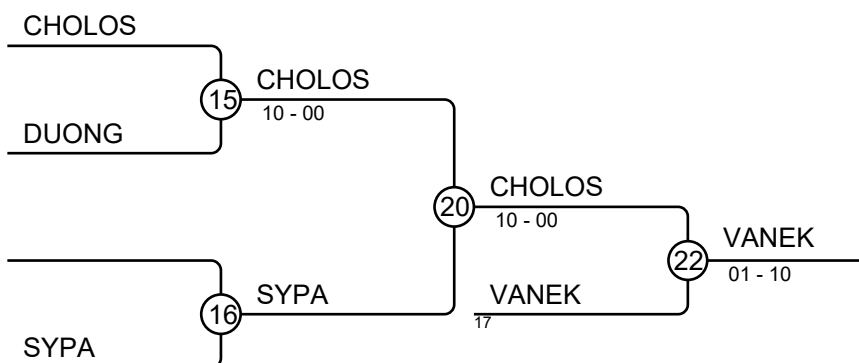 CHOLOS
15
CHOLOS
10 - 00
DUONG
20
CHOLOS
10 - 00
22
VANEK
01 - 10
16
SYPA
VANEK
17
SYPA